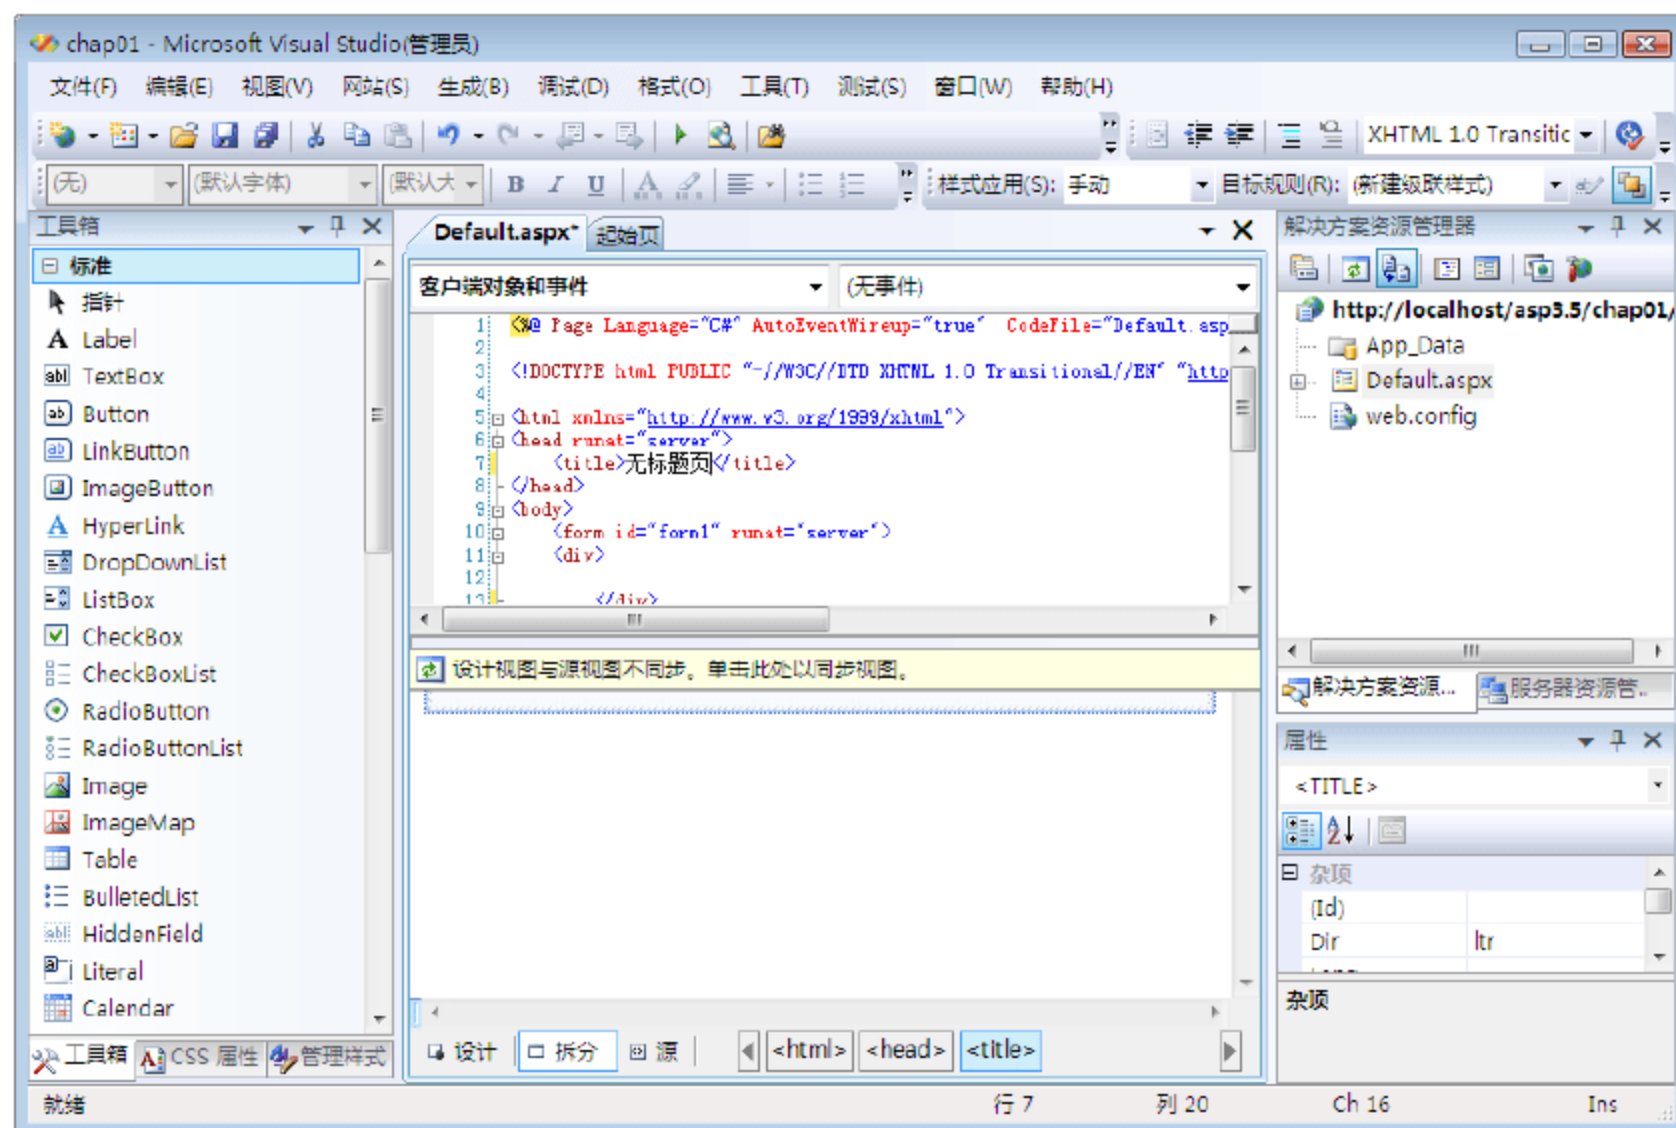 chap01 - Microsoft Visual Studio(管理员)
文件(F) 编辑(E) 视图(V) 网站(S) 生成(B) 调试(D) 格式(O) 工具(T) 测试(S) 窗口(W) 帮助(H)
XHTML 1.0 Transitic
(无) (默认字体) (默认大 B I U A 样式应用(S): 手动 目标规则(R): (新建级联样式)
工具箱
标准
指针
Label
TextBox
Button
LinkButton
ImageButton
HyperLink
DropDownList
ListBox
CheckBox
CheckBoxList
RadioButton
RadioButtonList
Image
ImageMap
Table
BulletedList
HiddenField
Literal
Calendar
工具箱 CSS 属性 管理样式
Default.aspx* 起始页
客户端对象和事件 (无事件)
1 <%@ Page Language="C#" AutoEventWireup="true" CodeFile="Default.asp
2
3 <!DOCTYPE html PUBLIC "-//W3C//DTD XHTML 1.0 Transitional//EN" "http
4
5 <html xmlns="http://www.w3.org/1999/xhtml">
6 <head runat="server">
7 <title>无标题页</title>
8 </head>
9 <body>
10 <form id="form1" runat="server">
11 <div>
12
13 </div>
设计视图与源视图不同步。单击此处以同步视图。
设计 拆分 源 <html> <head> <title>
解决方案资源管理器
http://localhost/asp3.5/chap01/
App_Data
Default.aspx
web.config
解决方案资源... 服务器资源管..
属性
<TITLE>
杂项
(Id)
Dir ltr
杂项
就绪 行 7 列 20 Ch 16 Ins